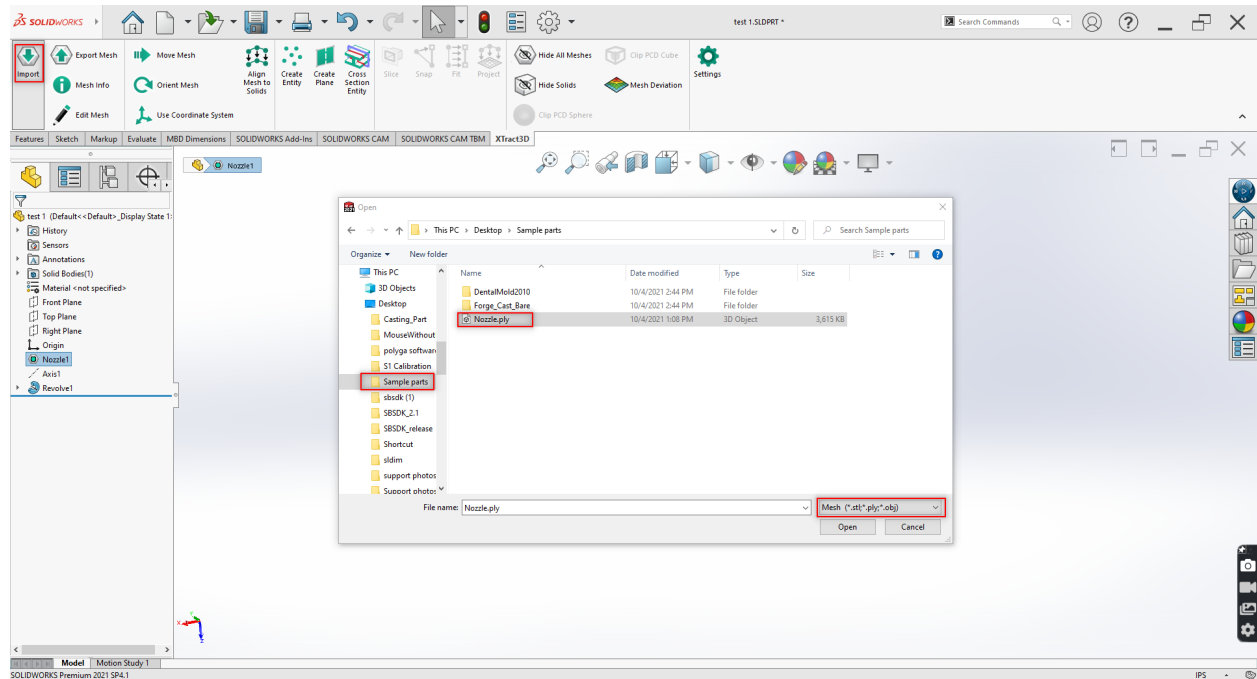 SOLIDWORKS
test 1.SLDPRT *
Search Commands
Import
Export Mesh
Mesh Info
Edit Mesh
Move Mesh
Orient Mesh
Use Coordinate System
Align Mesh to Solids
Create Entity
Create Plane
Cross Section Entity
Slice
Snap
Fit
Project
Hide All Meshes
Hide Solids
Clip PCD Cube
Mesh Deviation
Clip PCD Sphere
Settings
Features Sketch Markup Evaluate MBD Dimensions SOLIDWORKS Add-Ins SOLIDWORKS CAM SOLIDWORKS CAM TBM XTract3D
Nozzle1
test 1 (Default<<Default>_Display State 1:
History
Sensors
Annotations
Solid Bodies(1)
Material <not specified>
Front Plane
Top Plane
Right Plane
Origin
Nozzle1
Axis1
Revolve1
Open
This PC > Desktop > Sample parts
Search Sample parts
Organize New folder
This PC
3D Objects
Desktop
Casting_Part
MouseWithout
polyga softwar
S1 Calibration
Sample parts
sbsdk (1)
SBSDK_2.1
SBSDK_release
Shortcut
sldim
support photos
Support photos
Name Date modified Type Size
DentalMold2010 10/4/2021 2:44 PM File folder
Forge_Cast_Bare 10/4/2021 2:44 PM File folder
Nozzle.ply 10/4/2021 1:08 PM 3D Object 3,615 KB
File name: Nozzle.ply
Mesh (*.stl;*.ply;*.obj)
Open Cancel
Model Motion Study 1
SOLIDWORKS Premium 2021 SP4.1
IPS